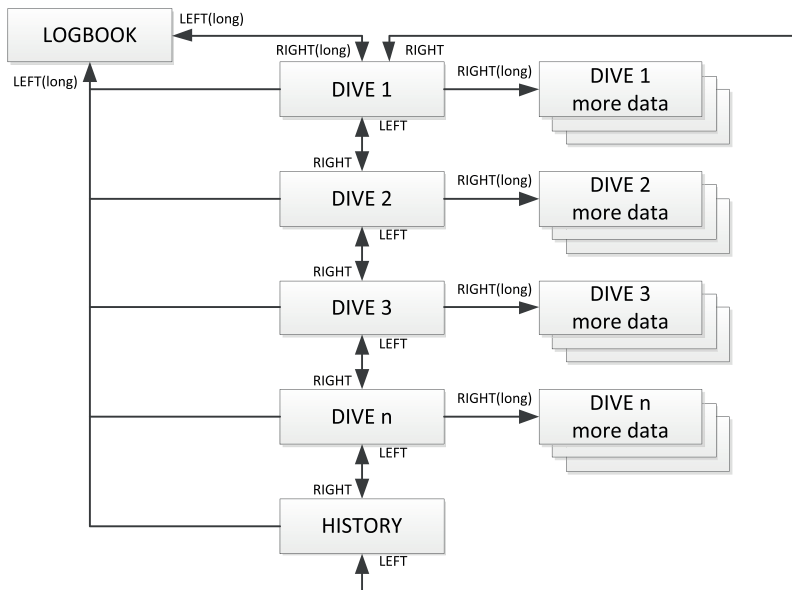 LEFT(long)
LOGBOOK
RIGHT(long)
RIGHT
LEFT(long)
DIVE 1
RIGHT(long)
DIVE 1
more data
LEFT
RIGHT
DIVE 2
RIGHT(long)
DIVE 2
more data
LEFT
RIGHT
DIVE 3
RIGHT(long)
DIVE 3
more data
LEFT
RIGHT
DIVE n
RIGHT(long)
DIVE n
more data
LEFT
RIGHT
HISTORY
LEFT